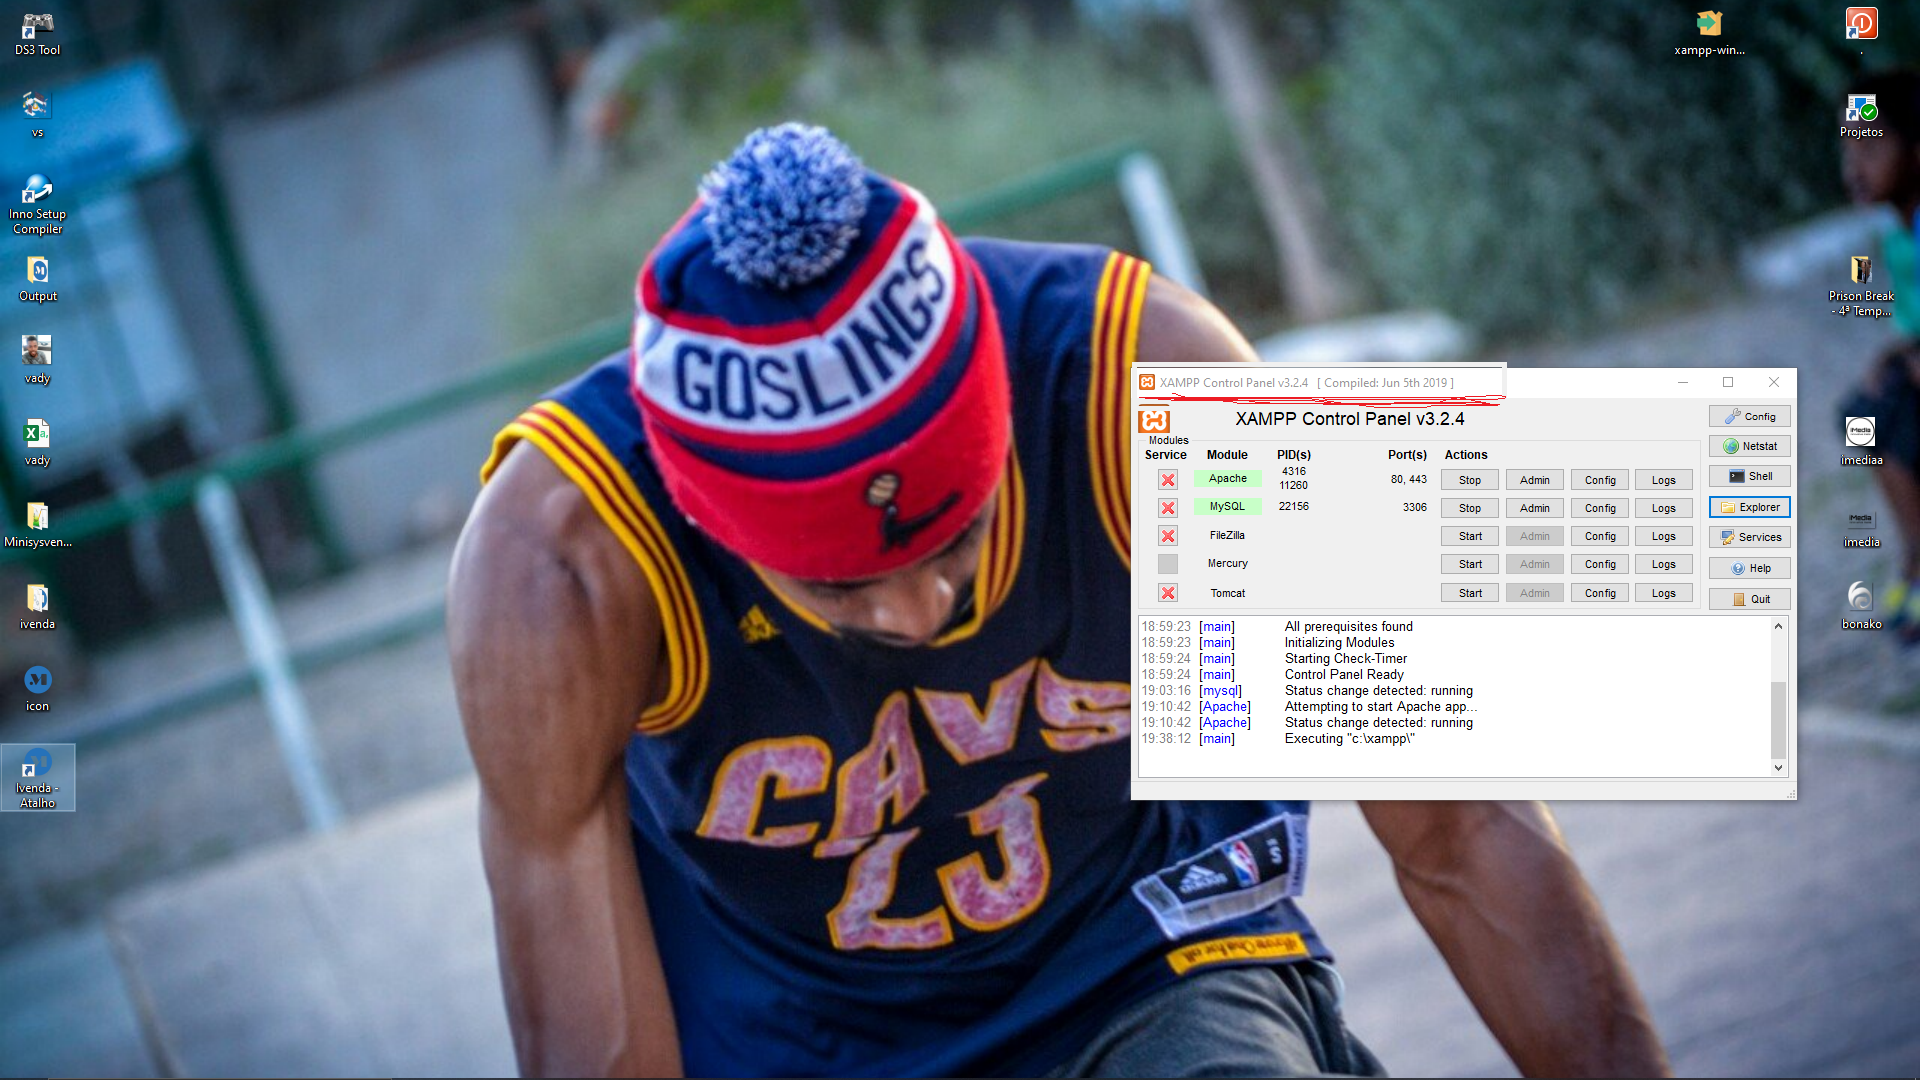 DS3 Tool
vs
Inno Setup
Compiler
Output
vady
vady
Minisysven...
ivenda
icon
Ivenda -
Atalho
xampp-win...
.
Projetos
Prison Break
- 4ª Temp...
imediaa
imedia
bonako
GOSLINGS
CAVS
LJ
adidas
XAMPP Control Panel v3.2.4 [ Compiled: Jun 5th 2019 ]
XAMPP Control Panel v3.2.4
Modules
Service Module PID(s) Port(s) Actions
Apache 4316 11260 80, 443 Stop Admin Config Logs
MySQL 22156 3306 Stop Admin Config Logs
FileZilla Start Admin Config Logs
Mercury Start Admin Config Logs
Tomcat Start Admin Config Logs
Config
Netstat
Shell
Explorer
Services
Help
Quit
18:59:23 [main] All prerequisites found
18:59:23 [main] Initializing Modules
18:59:24 [main] Starting Check-Timer
18:59:24 [main] Control Panel Ready
19:03:16 [mysql] Status change detected: running
19:10:42 [Apache] Attempting to start Apache app...
19:10:42 [Apache] Status change detected: running
19:38:12 [main] Executing "c:\xampp\"